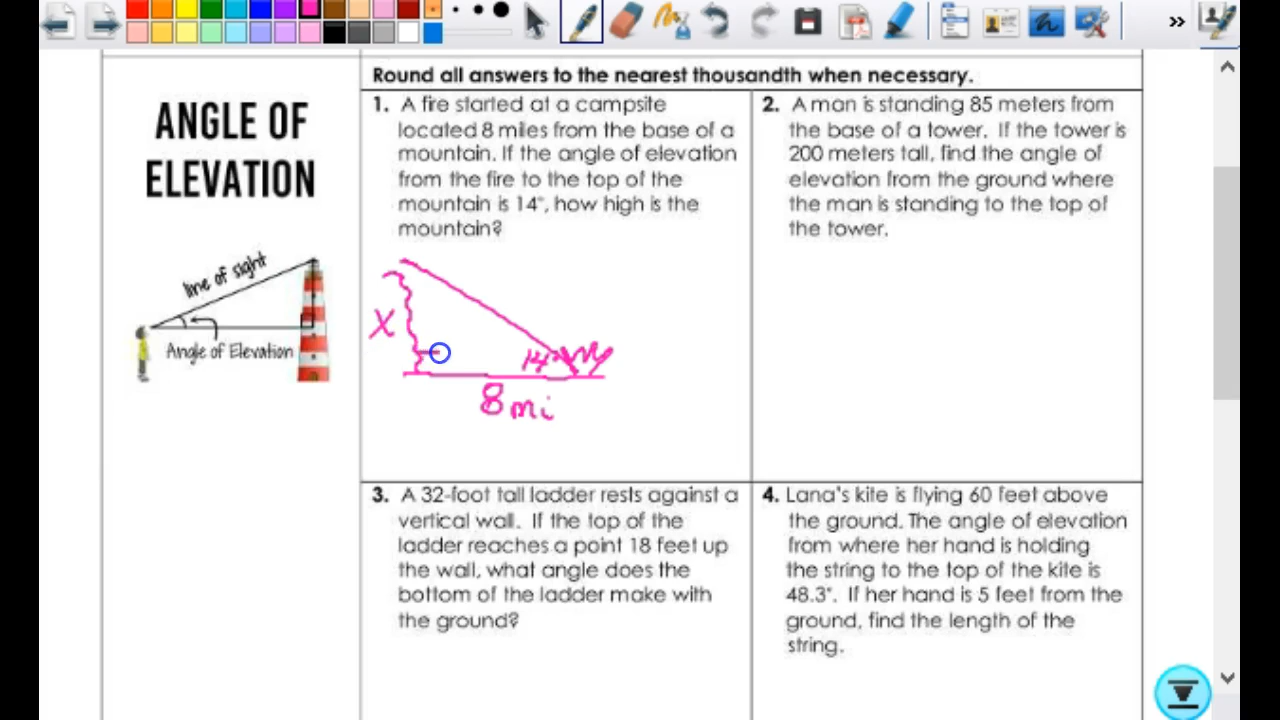 »
Round all answers to the nearest thousandth when necessary.
ANGLE OF
ELEVATION
line of sight
Angle of Elevation
1. A fire started at a campsite
located 8 miles from the base of a
mountain. If the angle of elevation
from the fire to the top of the
mountain is 14°, how high is the
mountain?
X
14°
8 mi
2. A man is standing 85 meters from
the base of a tower. If the tower is
200 meters tall, find the angle of
elevation from the ground where
the man is standing to the top of
the tower.
3. A 32-foot tall ladder rests against a
vertical wall. If the top of the
ladder reaches a point 18 feet up
the wall, what angle does the
bottom of the ladder make with
the ground?
4. Lana's kite is flying 60 feet above
the ground. The angle of elevation
from where her hand is holding
the string to the top of the kite is
48.3°. If her hand is 5 feet from the
ground, find the length of the
string.